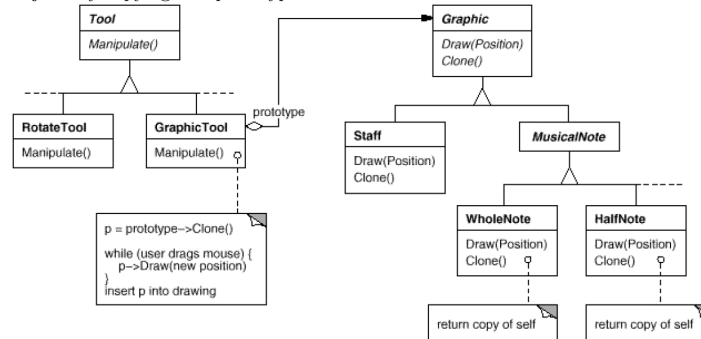 Tool
Manipulate()
Graphic
Draw(Position)
Clone()
prototype
RotateTool
Manipulate()
GraphicTool
Manipulate()
Staff
Draw(Position)
Clone()
MusicalNote
p = prototype->Clone()
while (user drags mouse) {
p->Draw(new position)
}
insert p into drawing
WholeNote
Draw(Position)
Clone()
HalfNote
Draw(Position)
Clone()
return copy of self
return copy of self